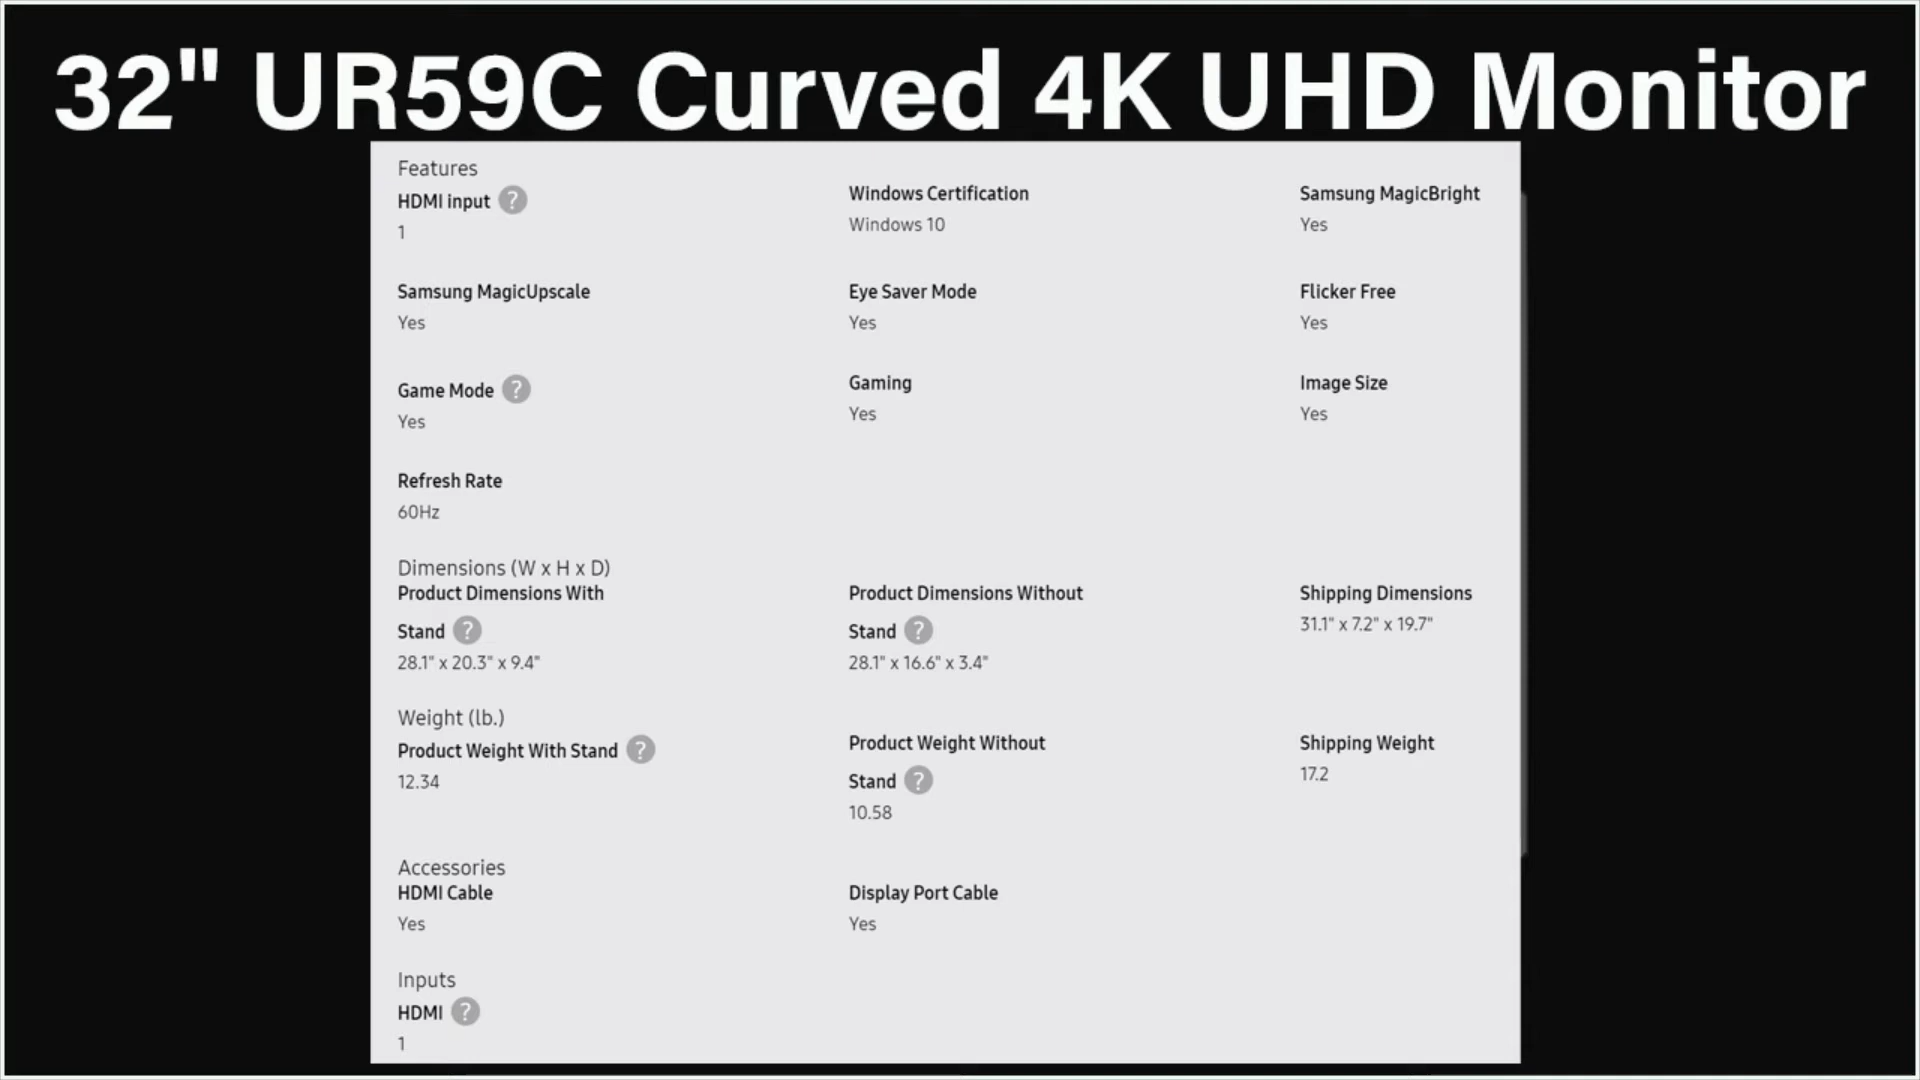 32" UR59C Curved 4K UHD Monitor
Features
HDMI input ?
1
Windows Certification
Windows 10
Samsung MagicBright
Yes
Samsung MagicUpscale
Yes
Eye Saver Mode
Yes
Flicker Free
Yes
Game Mode ?
Yes
Gaming
Yes
Image Size
Yes
Refresh Rate
60Hz
Dimensions (W x H x D)
Product Dimensions With
Stand ?
28.1" x 20.3" x 9.4"
Product Dimensions Without
Stand ?
28.1" x 16.6" x 3.4"
Shipping Dimensions
31.1" x 7.2" x 19.7"
Weight (lb.)
Product Weight With Stand ?
12.34
Product Weight Without
Stand ?
10.58
Shipping Weight
17.2
Accessories
HDMI Cable
Yes
Display Port Cable
Yes
Inputs
HDMI ?
1